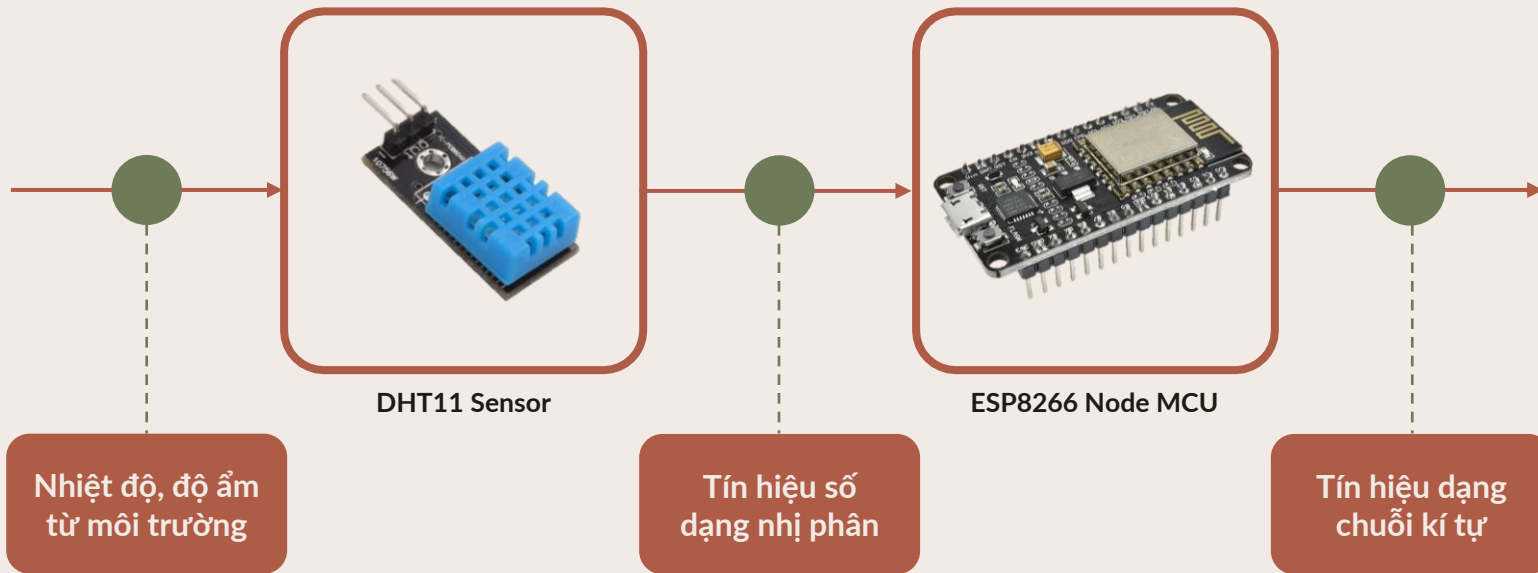 DHT11 Sensor
ESP8266 Node MCU
Nhiệt độ, độ ẩm
từ môi trường
Tín hiệu số
dạng nhị phân
Tín hiệu dạng
chuỗi kí tự